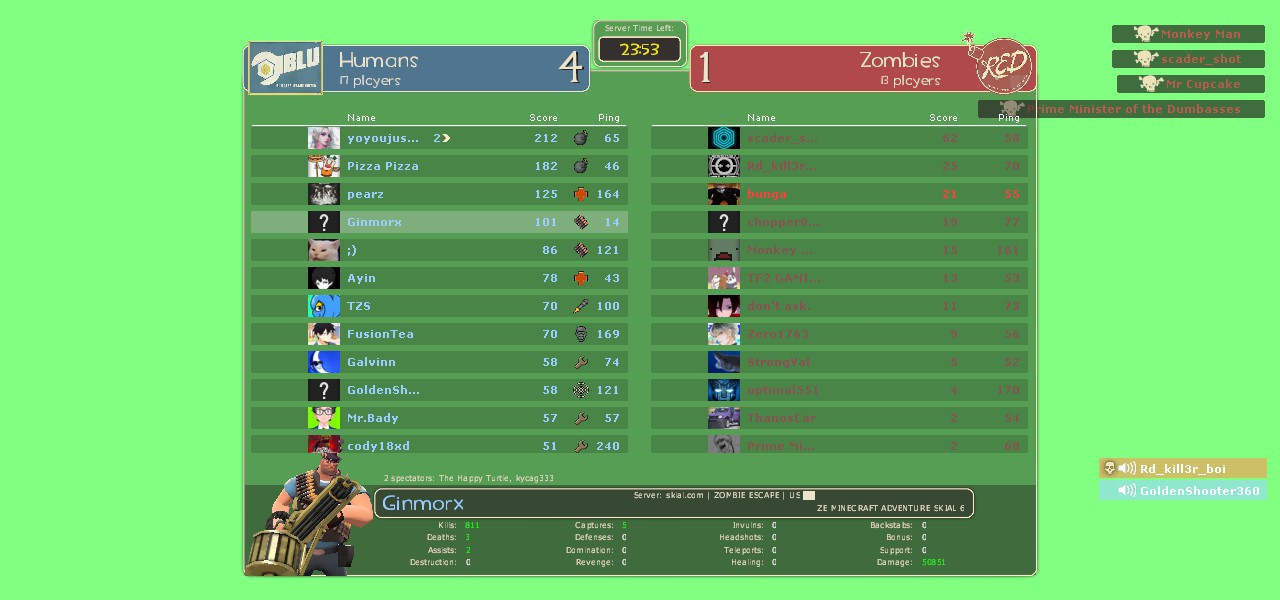 Server Time Left:
23:53
BLU
Humans
17 players
4
1
Zombies
13 players
RED
Monkey Man
scader_shot
Mr Cupcake
Prime Minister of the Dumbasses
Name Score Ping
yoyoujus... 2 212 65
Pizza Pizza 182 46
pearz 125 164
? Ginmorx 101 14
;) 86 121
Ayin 78 43
TZS 70 100
FusionTea 70 169
Galvinn 58 74
? GoldenSh... 58 121
Mr.Bady 57 57
cody18xd 51 240
Name Score Ping
scader_s... 62 58
Rd_kill3r... 25 70
bunga 21 55
? chopper0... 19 77
Monkey ... 15 161
TF2 GAMI... 13 53
don't ask. 11 73
Zero1763 9 56
StrongVal 5 52
optimal551 4 170
ThanosCar 2 54
Prime Mi... 2 68
2 spectators: The Happy Turtle, kycag333
Ginmorx
Server: skial.com | ZOMBIE ESCAPE | US
ZE MINECRAFT ADVENTURE SKIAL 6
Kills: 811 Captures: 5 Invulns: 0 Backstabs: 0
Deaths: 3 Defenses: 0 Headshots: 0 Bonus: 0
Assists: 2 Domination: 0 Teleports: 0 Support: 0
Destruction: 0 Revenge: 0 Healing: 0 Damage: 50851
Rd_kill3r_boi
GoldenShooter360